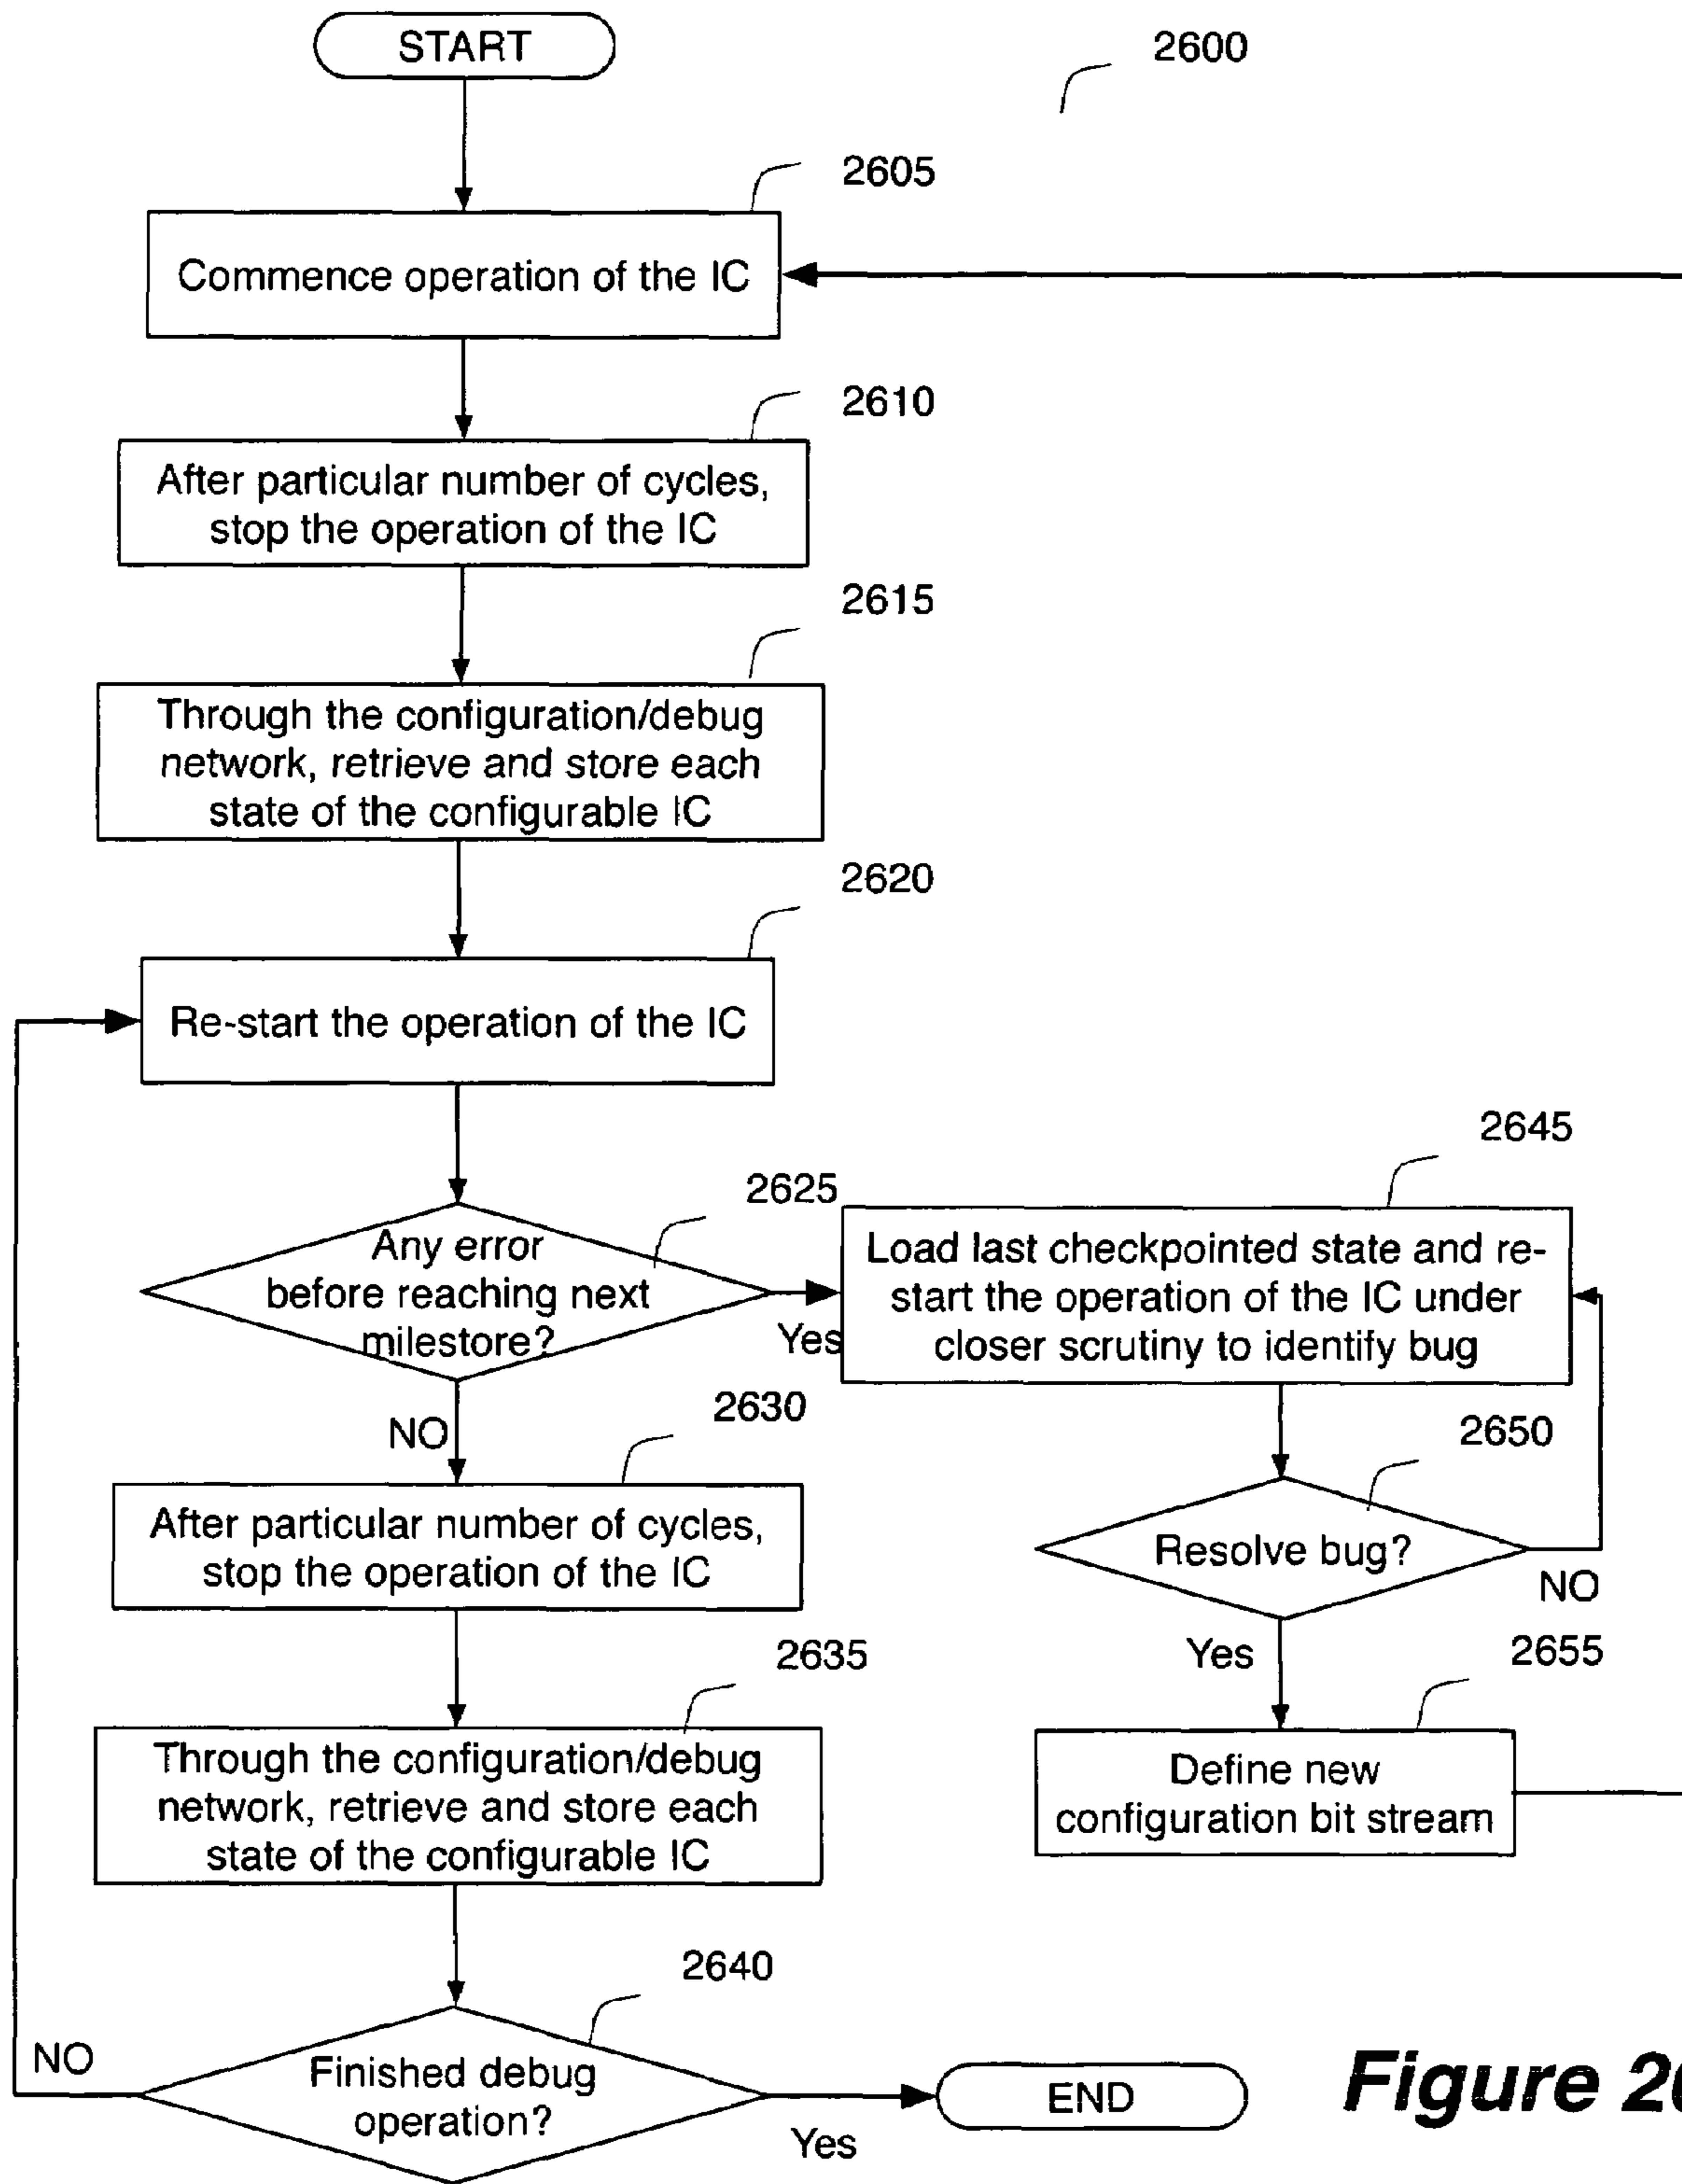 START
2600
2605
Commence operation of the IC
2610
After particular number of cycles,
stop the operation of the IC
2615
Through the configuration/debug
network, retrieve and store each
state of the configurable IC
2620
Re-start the operation of the IC
2625
Any error
before reaching next
milestore?
Yes
NO
2645
Load last checkpointed state and re-
start the operation of the IC under
closer scrutiny to identify bug
2650
Resolve bug?
NO
Yes
2655
Define new
configuration bit stream
2630
After particular number of cycles,
stop the operation of the IC
2635
Through the configuration/debug
network, retrieve and store each
state of the configurable IC
2640
Finished debug
operation?
NO
Yes
END
Figure 2